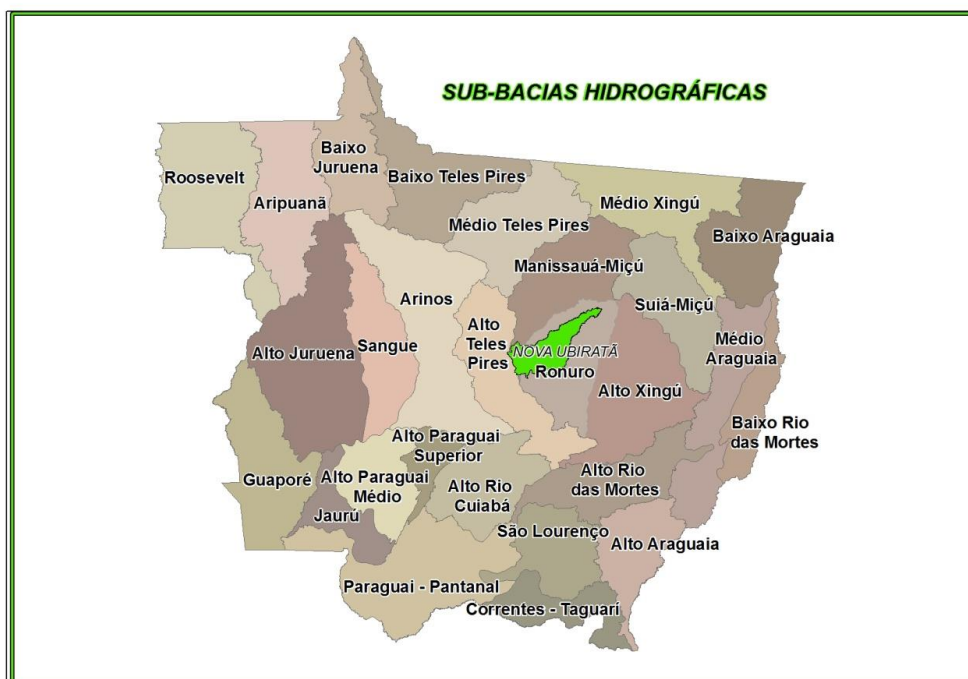 SUB-BACIAS HIDROGRÁFICAS
Roosevelt
Aripuanã
Baixo
Juruena
Baixo Teles Pires
Médio Teles Pires
Médio Xingú
Baixo Araguaia
Manissauá-Miçú
Suiá-Miçú
Arinos
Alto
Teles
Pires
NOVA UBIRATÃ
Ronuro
Médio
Araguaia
Alto Juruena
Sangue
Alto Xingú
Baixo Rio
das Mortes
Alto Paraguai
Superior
Guaporé
Alto Paraguai
Médio
Alto Rio
Cuiabá
Alto Rio
das Mortes
Jaurú
São Lourenço
Alto Araguaia
Paraguai - Pantanal
Correntes - Taguarí